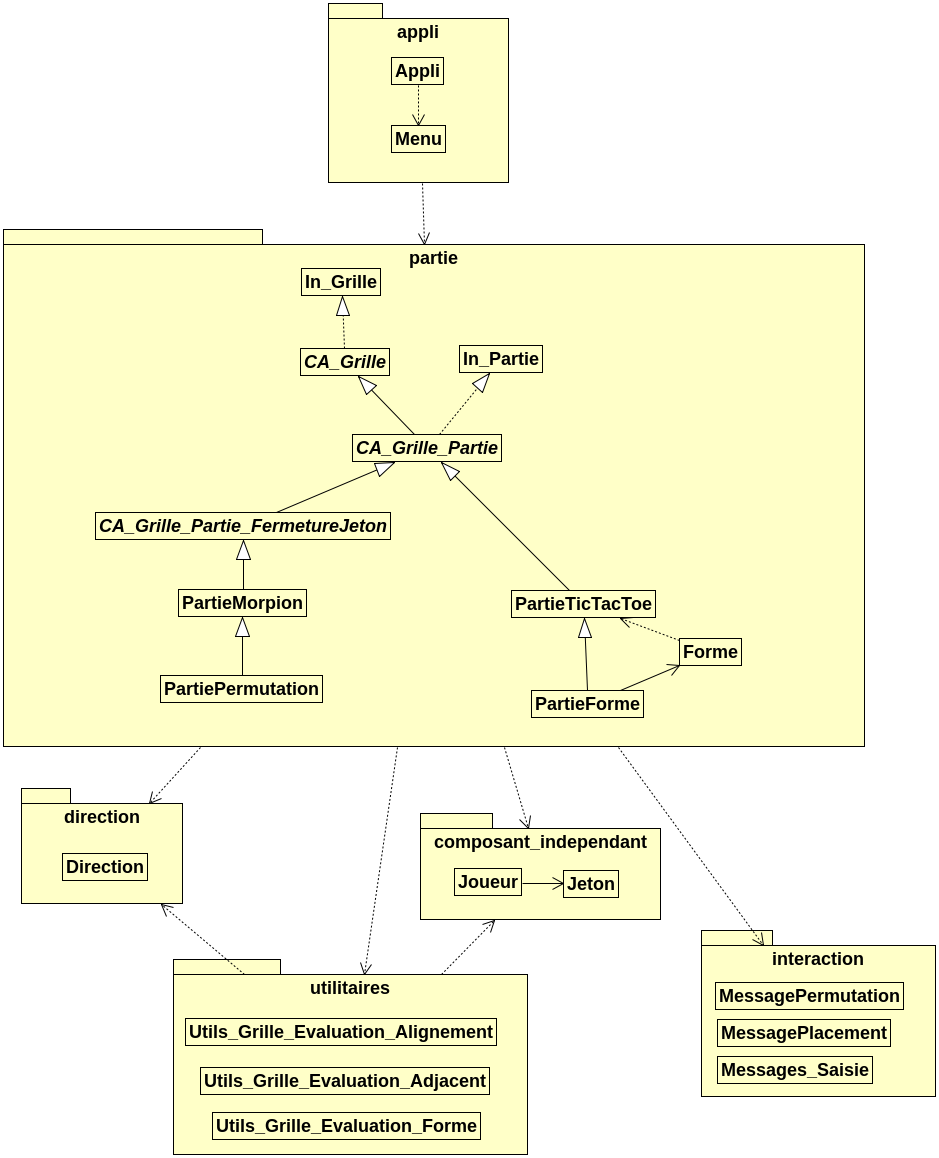 appli
Appli
Menu
partie
In_Grille
CA_Grille
In_Partie
CA_Grille_Partie
CA_Grille_Partie_FermetureJeton
PartieMorpion
PartieTicTacToe
Forme
PartiePermutation
PartieForme
direction
Direction
composant_independant
Joueur
Jeton
utilitaires
Utils_Grille_Evaluation_Alignement
Utils_Grille_Evaluation_Adjacent
Utils_Grille_Evaluation_Forme
interaction
MessagePermutation
MessagePlacement
Messages_Saisie